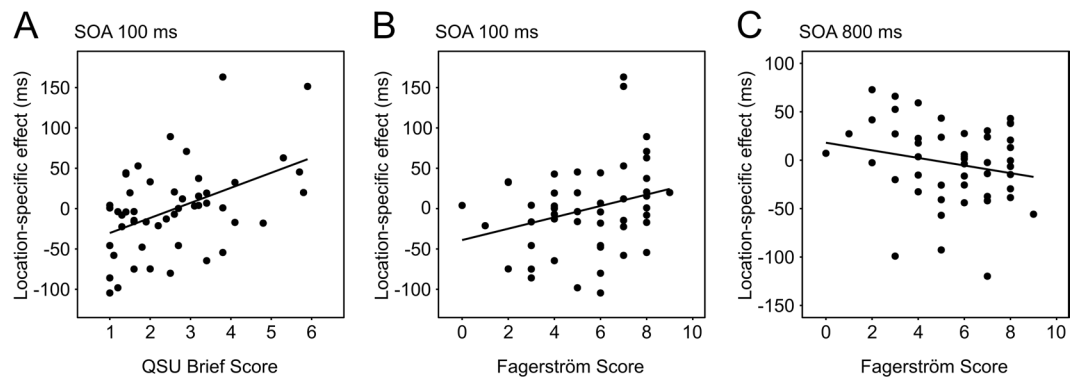 A
SOA 100 ms
Location-specific effect (ms)
150
100
50
0
-50
-100
1 2 3 4 5 6
QSU Brief Score
B
SOA 100 ms
Location-specific effect (ms)
150
100
50
0
-50
-100
0 2 4 6 8 10
Fagerström Score
C
SOA 800 ms
Location-specific effect (ms)
100
50
0
-50
-100
-150
0 2 4 6 8 10
Fagerström Score